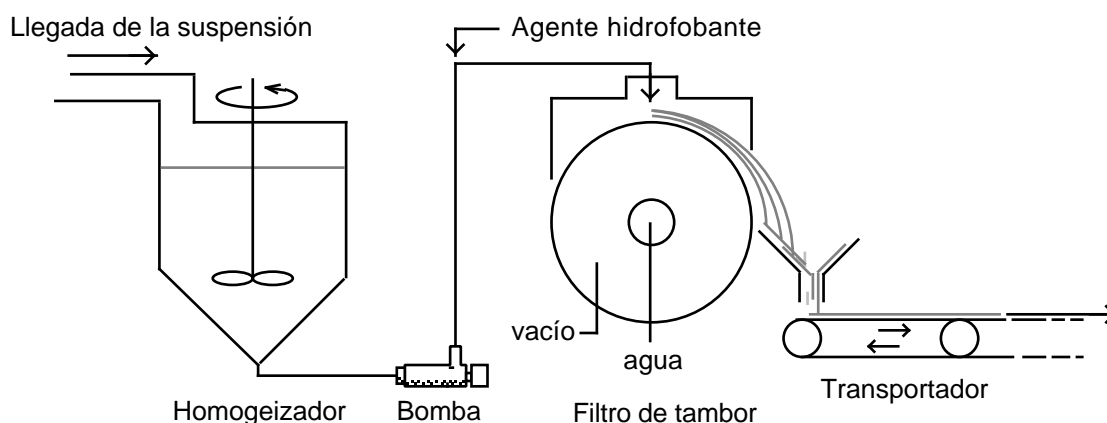 Llegada de la suspensión
Agente hidrofobante
vacío
agua
Transportador
Homogeizador
Bomba
Filtro de tambor